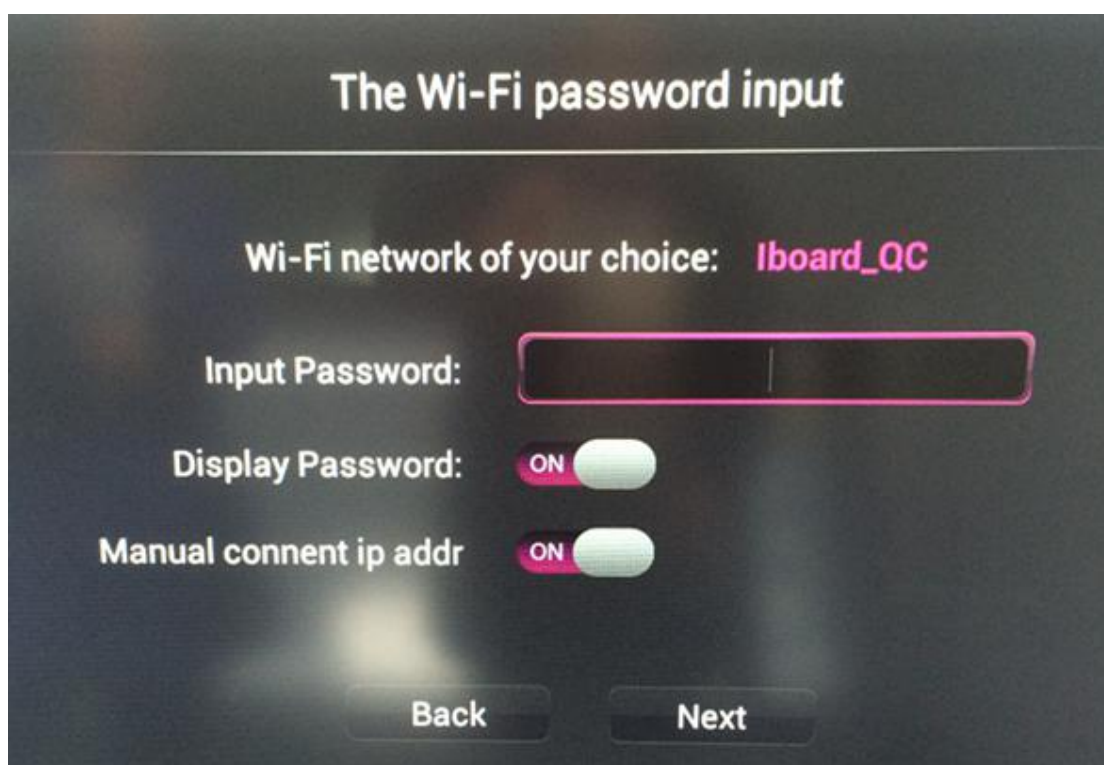 The Wi-Fi password input
Wi-Fi network of your choice: Iboard_QC
Input Password:
Display Password: ON
Manual connent ip addr ON
Back Next